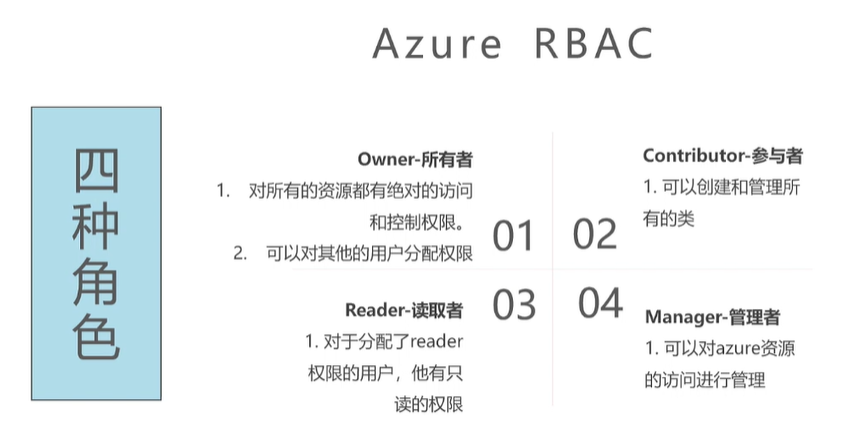 Azure RBAC
四种角色
Owner-所有者
1. 对所有的资源都有绝对的访问
和控制权限。
2. 可以对其他的用户分配权限
01
02
Contributor-参与者
1. 可以创建和管理所
有的类
Reader-读取者
1. 对于分配了reader
权限的用户，他有只
读的权限
03
04
Manager-管理者
1. 可以对azure资源
的访问进行管理